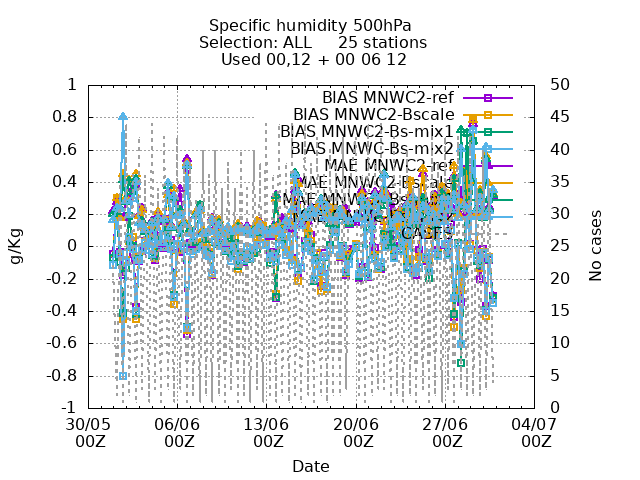 Specific humidity 500hPa
Selection: ALL 25 stations
Used 00,12 + 00 06 12
1
0.8
0.6
0.4
0.2
0
-0.2
-0.4
-0.6
-0.8
-1
50
45
40
35
30
25
20
15
10
5
0
g/Kg
No cases
BIAS MNWC2-ref
BIAS MNWC2-Bscale
BIAS MNWC2-Bs-mix1
BIAS MNWC-Bs-mix2
MAE MNWC2-ref
MAE MNWC2-Bscale
CASES
30/05 06/06 13/06 20/06 27/06 04/07
00Z 00Z 00Z 00Z 00Z 00Z
Date